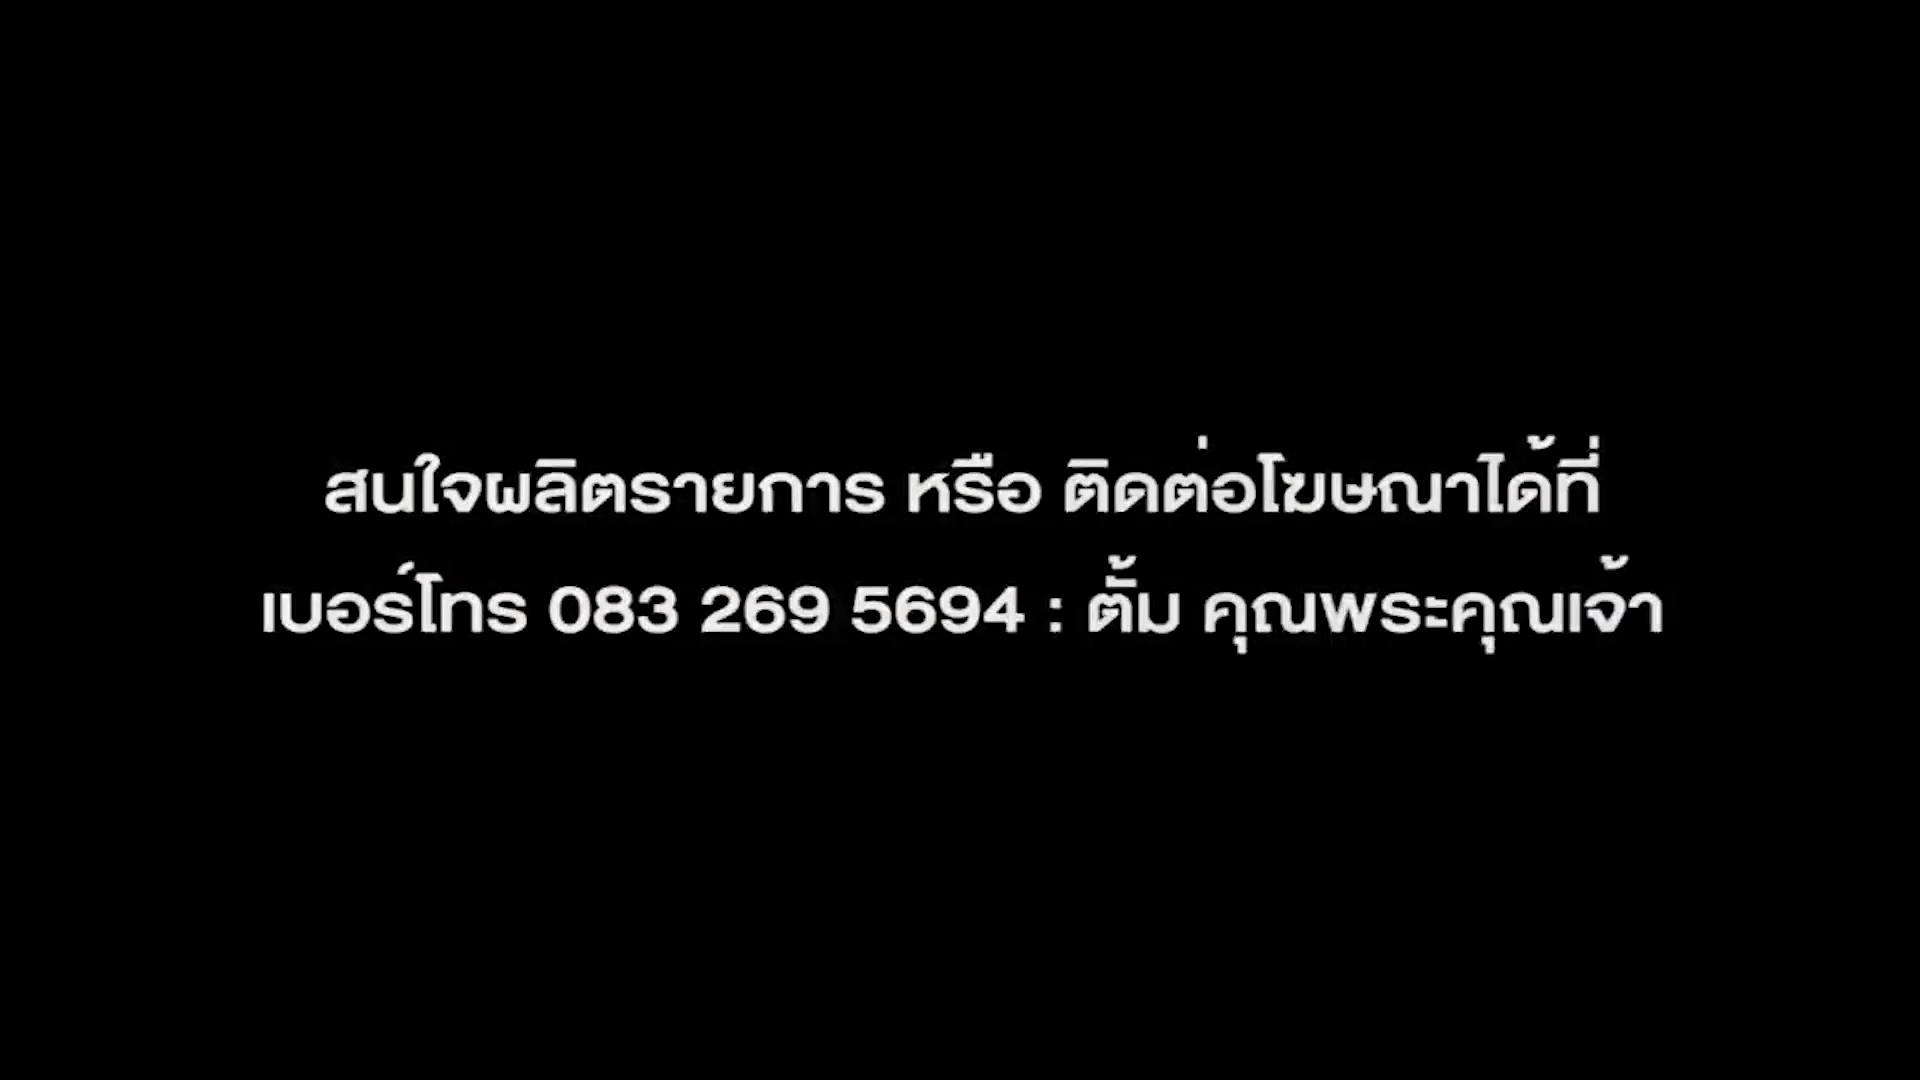 สนใจผลิตรายการ หรือ ติดต่อโฆษณาได้ที่
เบอร์โทร 083 269 5694 : ตั้ม คุณพระคุณเจ้า